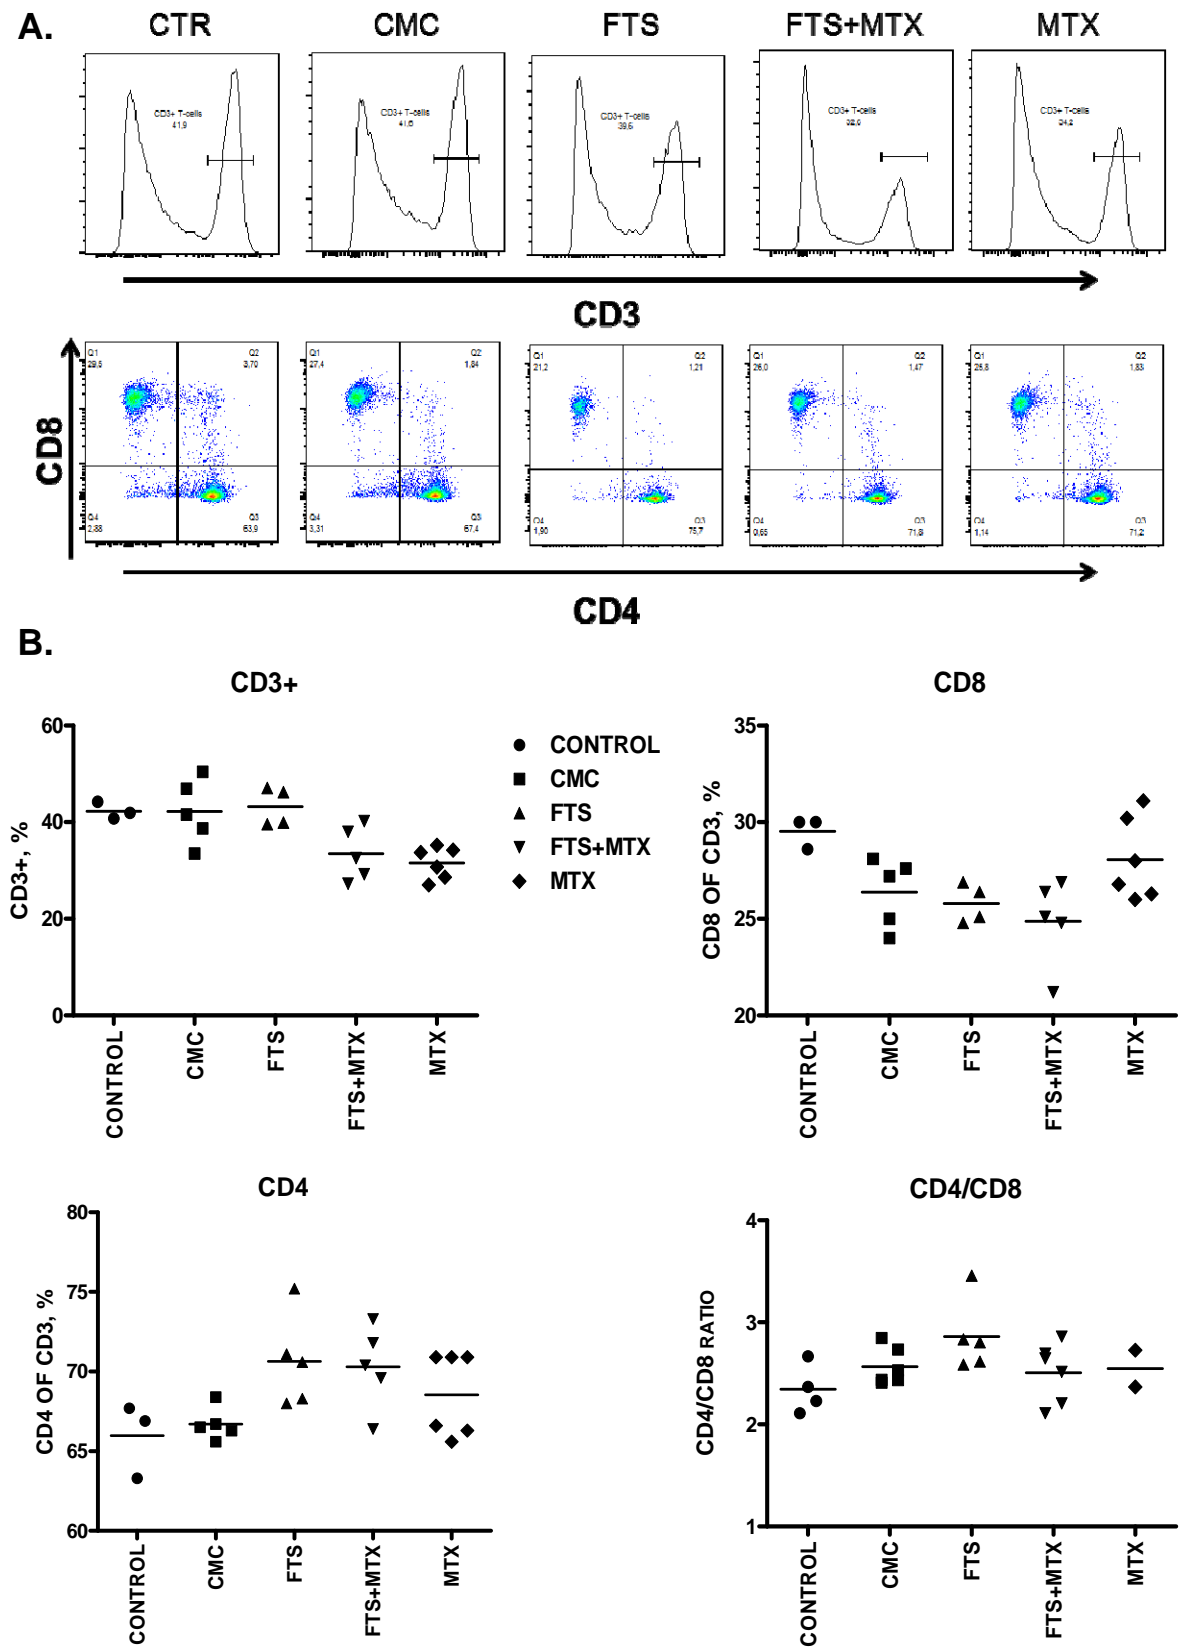 A.
CTR CMC FTS FTS+MTX MTX
CD3+ T-cells CD3+ T-cells CD3+ T-cells CD3+ T-cells CD3+ T-cells
41,9 41,6 39,6 32,0 34,2
CD3
Q1 Q2 Q1 Q2 Q1 Q2 Q1 Q2 Q1 Q2
29,5 3,70 27,4 1,84 21,2 1,21 26,0 1,47 25,8 1,83
CD8
Q4 Q3 Q4 Q3 Q4 Q3 Q4 Q3 Q4 Q3
2,88 63,9 3,31 67,4 1,90 75,7 0,65 71,8 1,14 71,2
CD4
B.
CD3+
60
40
20
0
CD3+, %
CONTROL
CMC
FTS
FTS+MTX
MTX
CONTROL
CMC
FTS
FTS+MTX
MTX
CD8
35
30
25
20
CD8 OF CD3, %
CONTROL
CMC
FTS
FTS+MTX
MTX
CD4
80
75
70
65
60
CD4 OF CD3, %
CONTROL
CMC
FTS
FTS+MTX
MTX
CD4/CD8
4
3
2
1
CD4/CD8 RATIO
CONTROL
CMC
FTS
FTS+MTX
MTX